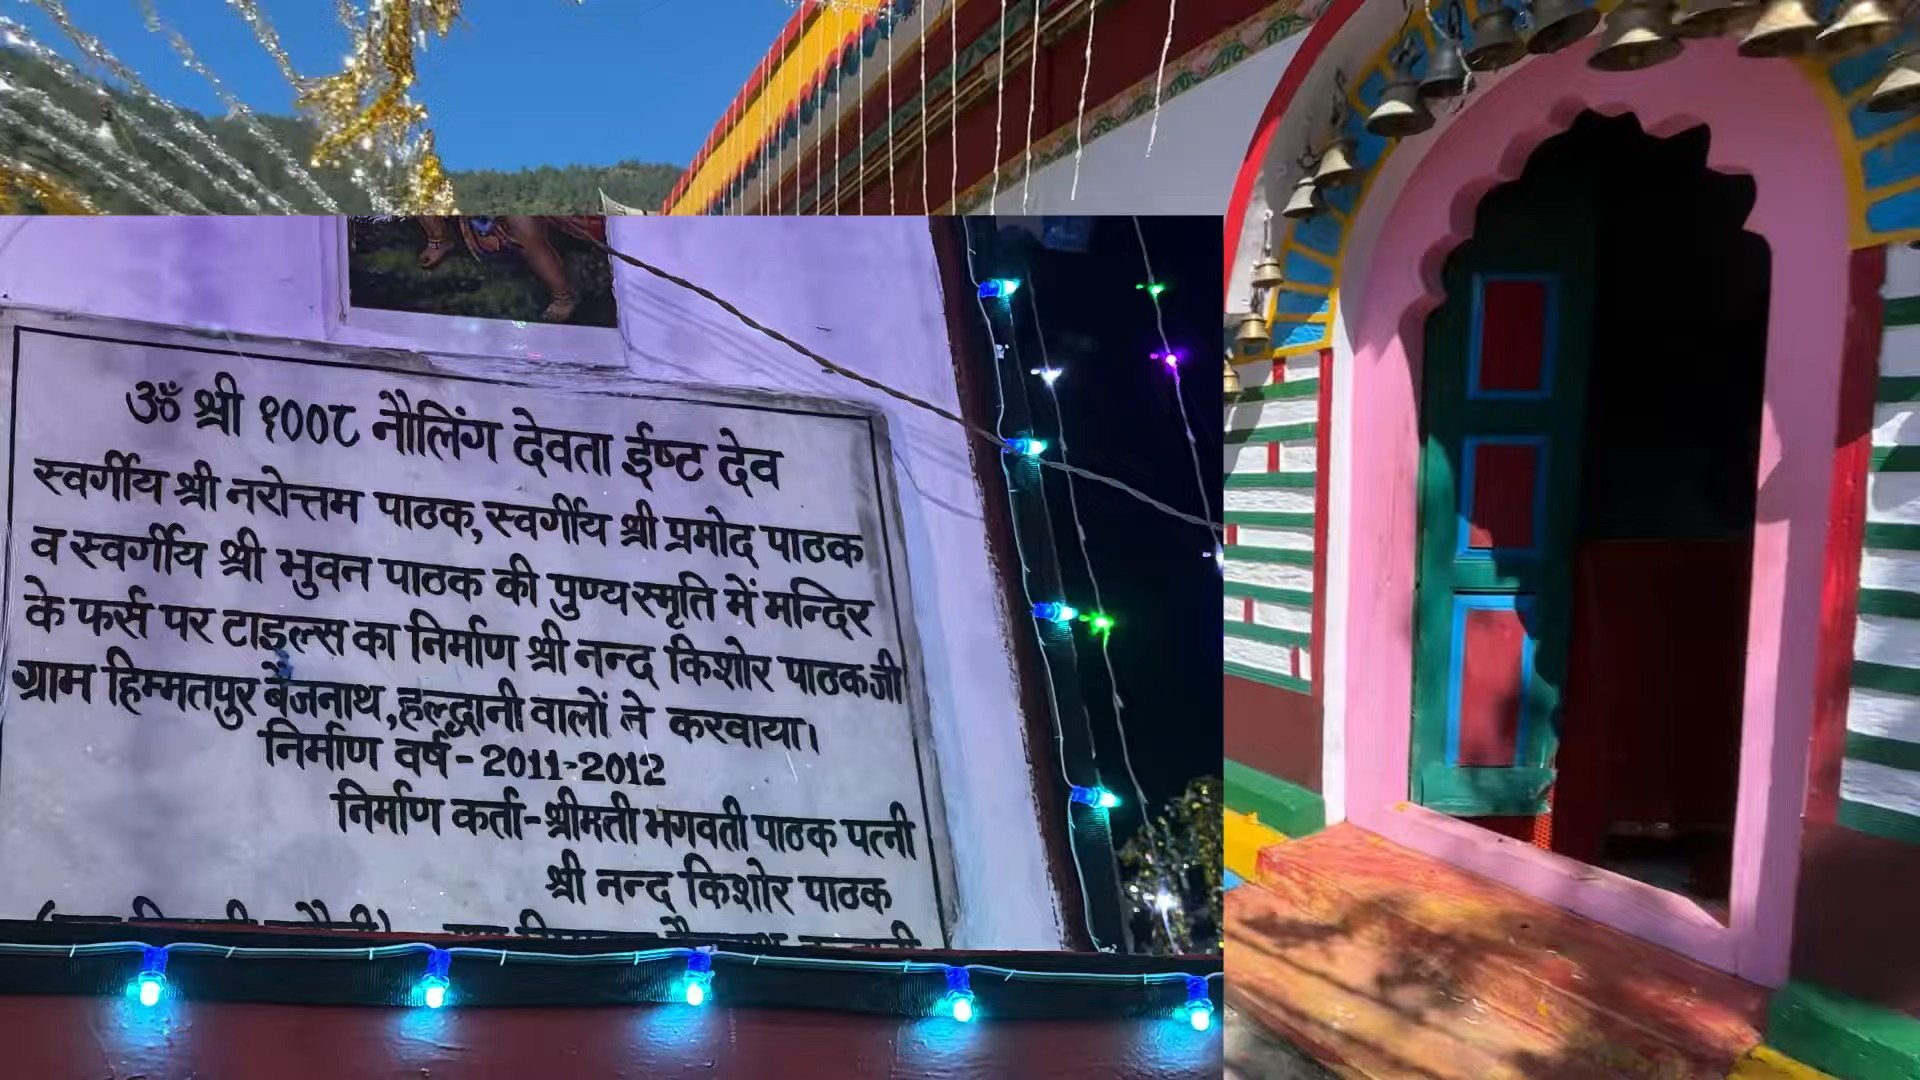 ॐ श्री १००८ नौलिंग देवता ईष्ट देव
स्वर्गीय श्री नरोत्तम पाठक, स्वर्गीय श्री प्रमोद पाठक
व स्वर्गीय श्री भुवन पाठक की पुण्य स्मृति में मन्दिर
के फर्स पर टाइल्स का निर्माण श्री नन्द किशोर पाठक जी
ग्राम हिम्मतपुर बैजनाथ, हल्द्वानी वालों ने करवाया।
निर्माण वर्ष - 2011-2012
निर्माण कर्ता - श्रीमती भगवती पाठक पत्नी
श्री नन्द किशोर पाठक